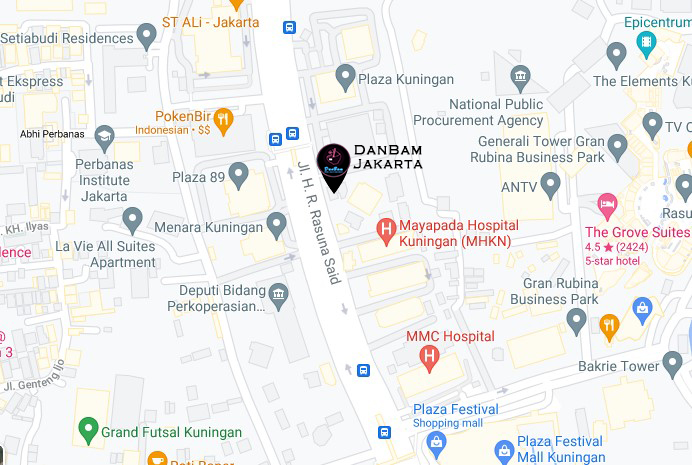 ST ALi - Jakarta
Setiabudi Residences
Epicentrum
Plaza Kuningan
The Elements Ku
t Ekspress
udi
National Public
Procurement Agency
PokenBir
Indonesian • $$
TV O
Abhi Perbanas
Generali Tower Gran
Rubina Business Park
DanBam
DANBAM
JAKARTA
Perbanas
Institute
Jakarta
Plaza 89
ANTV
Rasu
Jl. H. R. Rasuna Said
KH. Ilyas
Menara Kuningan
Mayapada Hospital
Kuningan (MHKN)
The Grove Suites
4.5 ★ (2424)
5-star hotel
dence
La Vie All Suites
Apartment
Deputi Bidang
Perkoperasian...
Gran Rubina
Business Park
@
n 3
MMC Hospital
Bakrie Tower
Jl. Genteng Ijo
Plaza Festival
Shopping mall
Grand Futsal Kuningan
Plaza Festival
Mall Kuningan